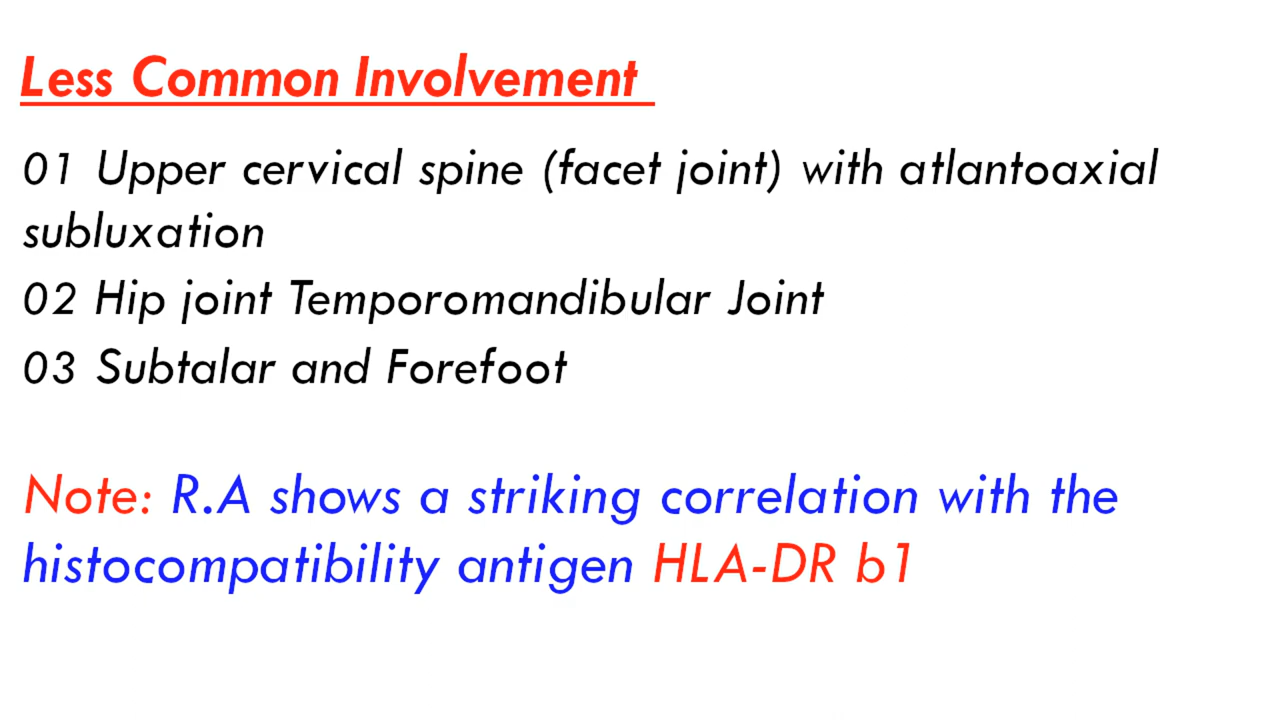 Less Common Involvement
01 Upper cervical spine (facet joint) with atlantoaxial
subluxation
02 Hip joint Temporomandibular Joint
03 Subtalar and Forefoot
Note: R.A shows a striking correlation with the
histocompatibility antigen HLA-DR b1